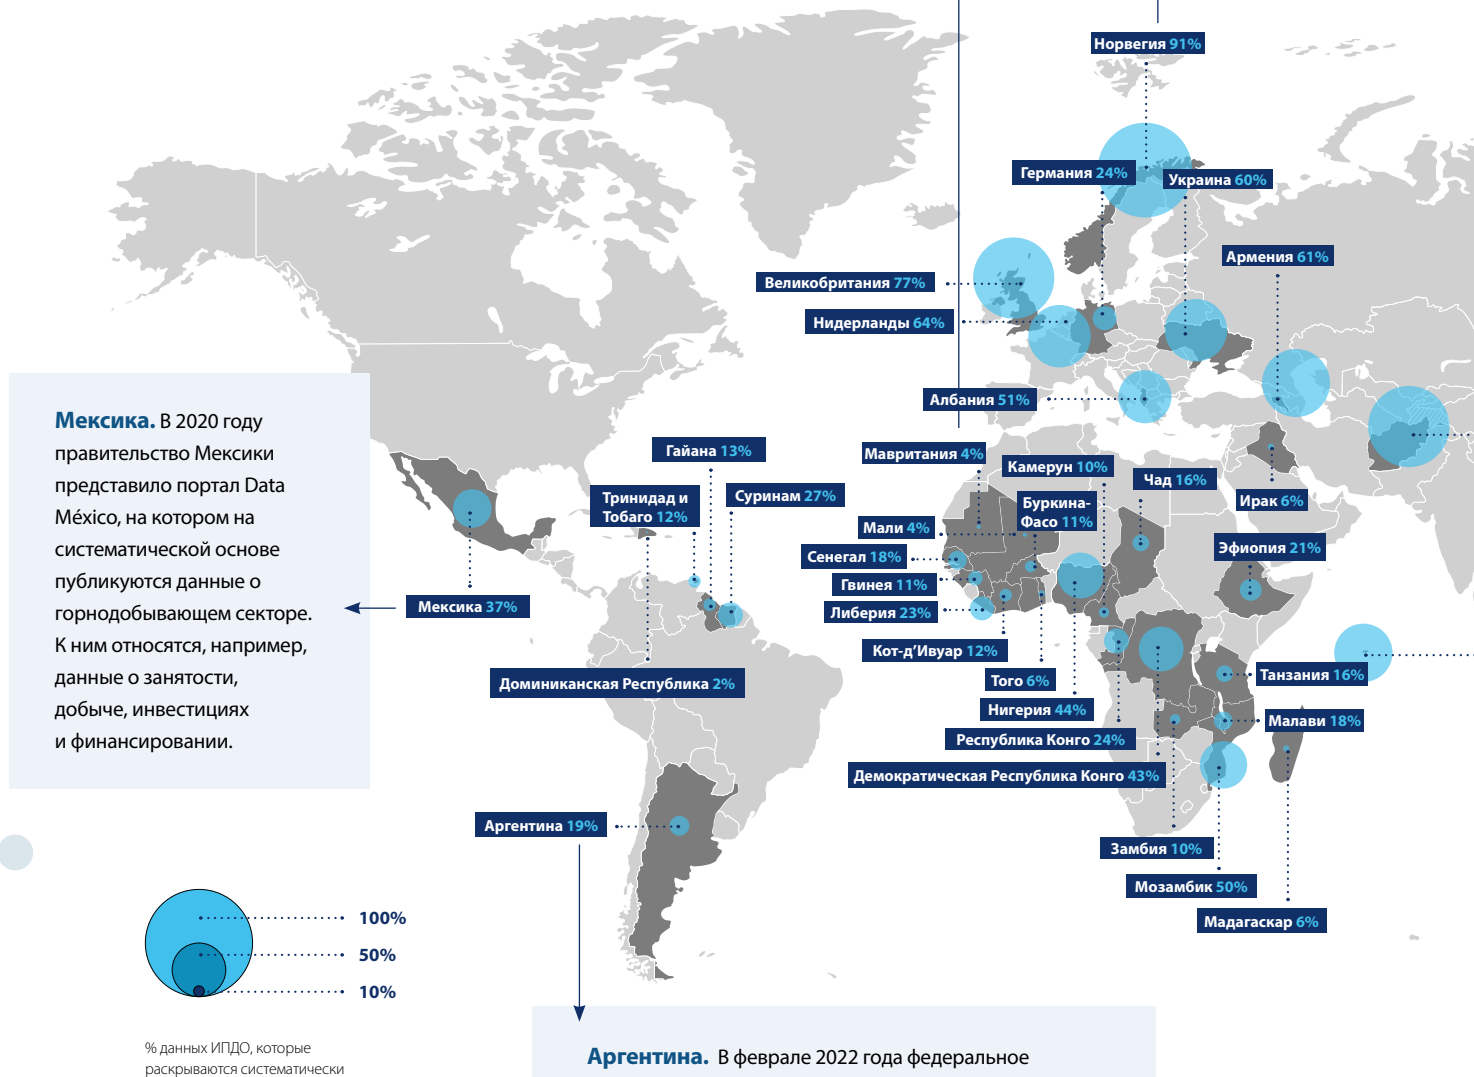 Норвегия 91%
Германия 24%
Украина 60%
Армения 61%
Великобритания 77%
Нидерланды 64%
Албания 51%
Мексика. В 2020 году
правительство Мексики
представило портал Data
México, на котором на
систематической основе
публикуются данные о
горнодобывающем секторе.
К ним относятся, например,
данные о занятости,
добыче, инвестициях
и финансировании.
Гайана 13%
Тринидад и
Тобаго 12%
Суринам 27%
Мексика 37%
Доминиканская Республика 2%
Мавритания 4%
Камерун 10%
Чад 16%
Буркина-
Фасо 11%
Ирак 6%
Мали 4%
Сенегал 18%
Эфиопия 21%
Гвинея 11%
Либерия 23%
Кот-д’Ивуар 12%
Того 6%
Танзания 16%
Нигерия 44%
Малави 18%
Республика Конго 24%
Демократическая Республика Конго 43%
Аргентина 19%
Замбия 10%
Мозамбик 50%
Мадагаскар 6%
100%
50%
10%
% данных ИПДО, которые
раскрываются систематически
Аргентина. В феврале 2022 года федеральное